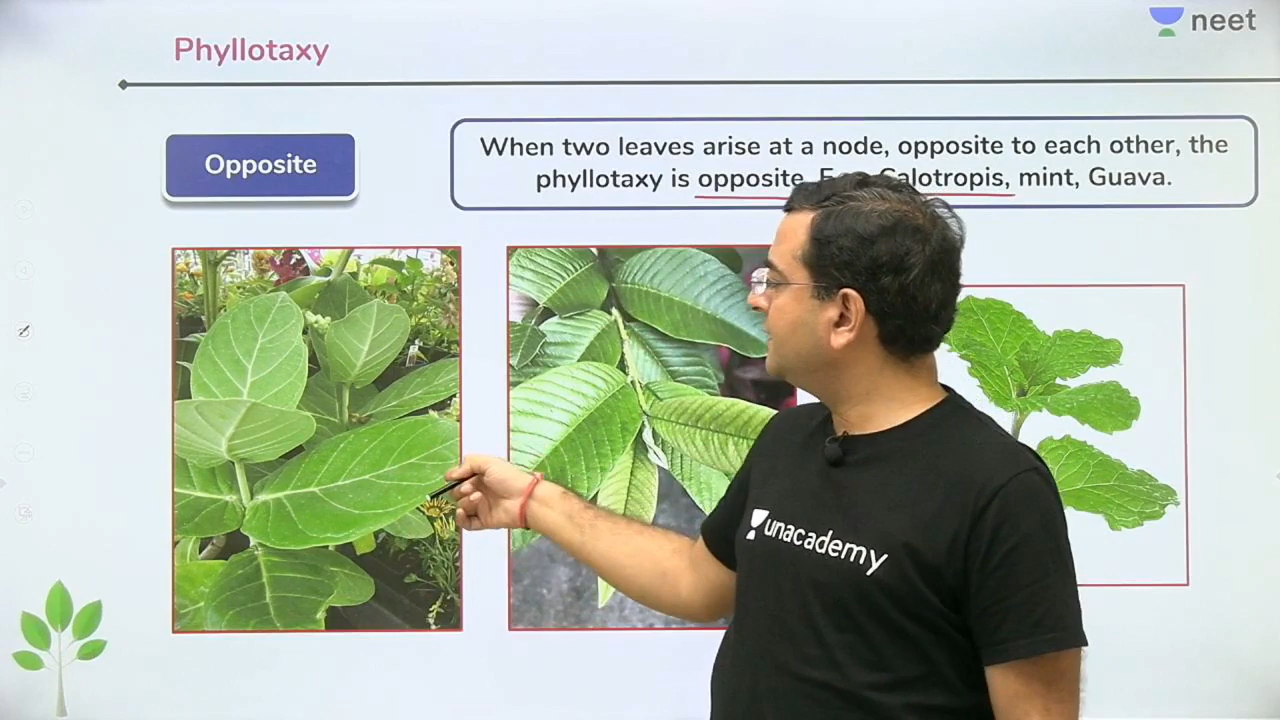 neet
Phyllotaxy
Opposite
When two leaves arise at a node, opposite to each other, the
phyllotaxy is opposite. Calotropis, mint, Guava.
unacademy